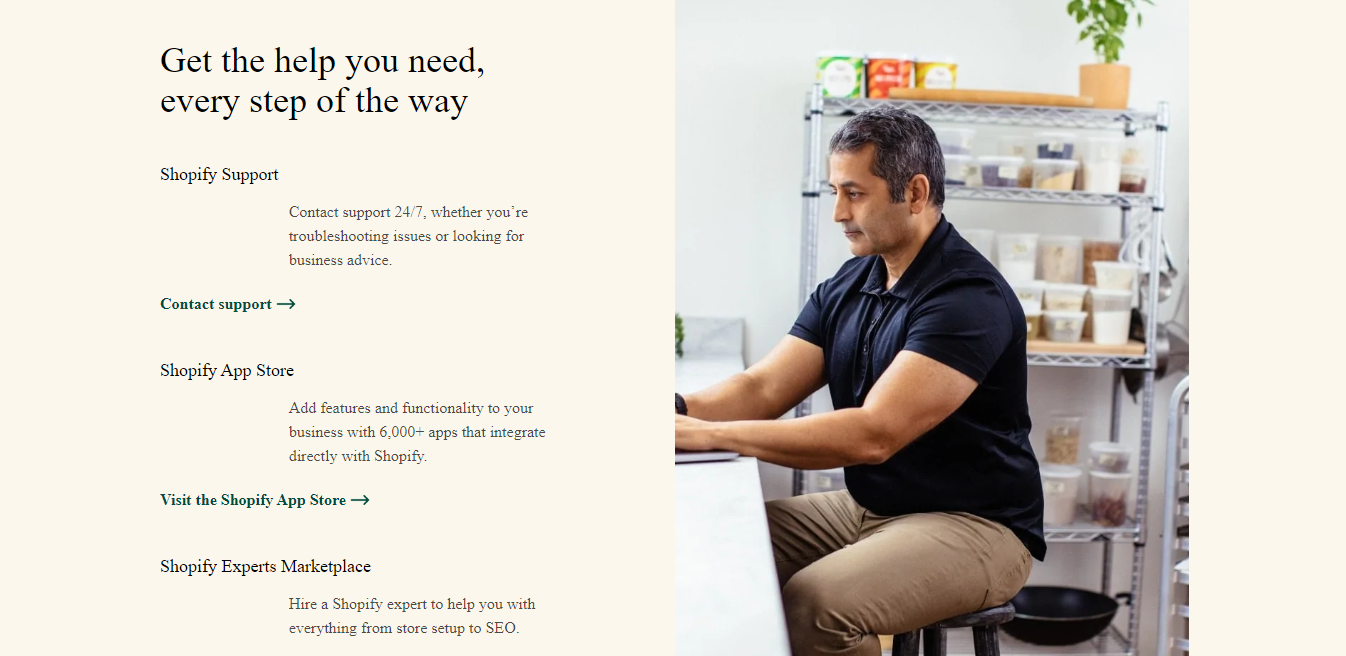 Get the help you need,
every step of the way
Shopify Support
Contact support 24/7, whether you’re
troubleshooting issues or looking for
business advice.
Contact support →
Shopify App Store
Add features and functionality to your
business with 6,000+ apps that integrate
directly with Shopify.
Visit the Shopify App Store →
Shopify Experts Marketplace
Hire a Shopify expert to help you with
everything from store setup to SEO.